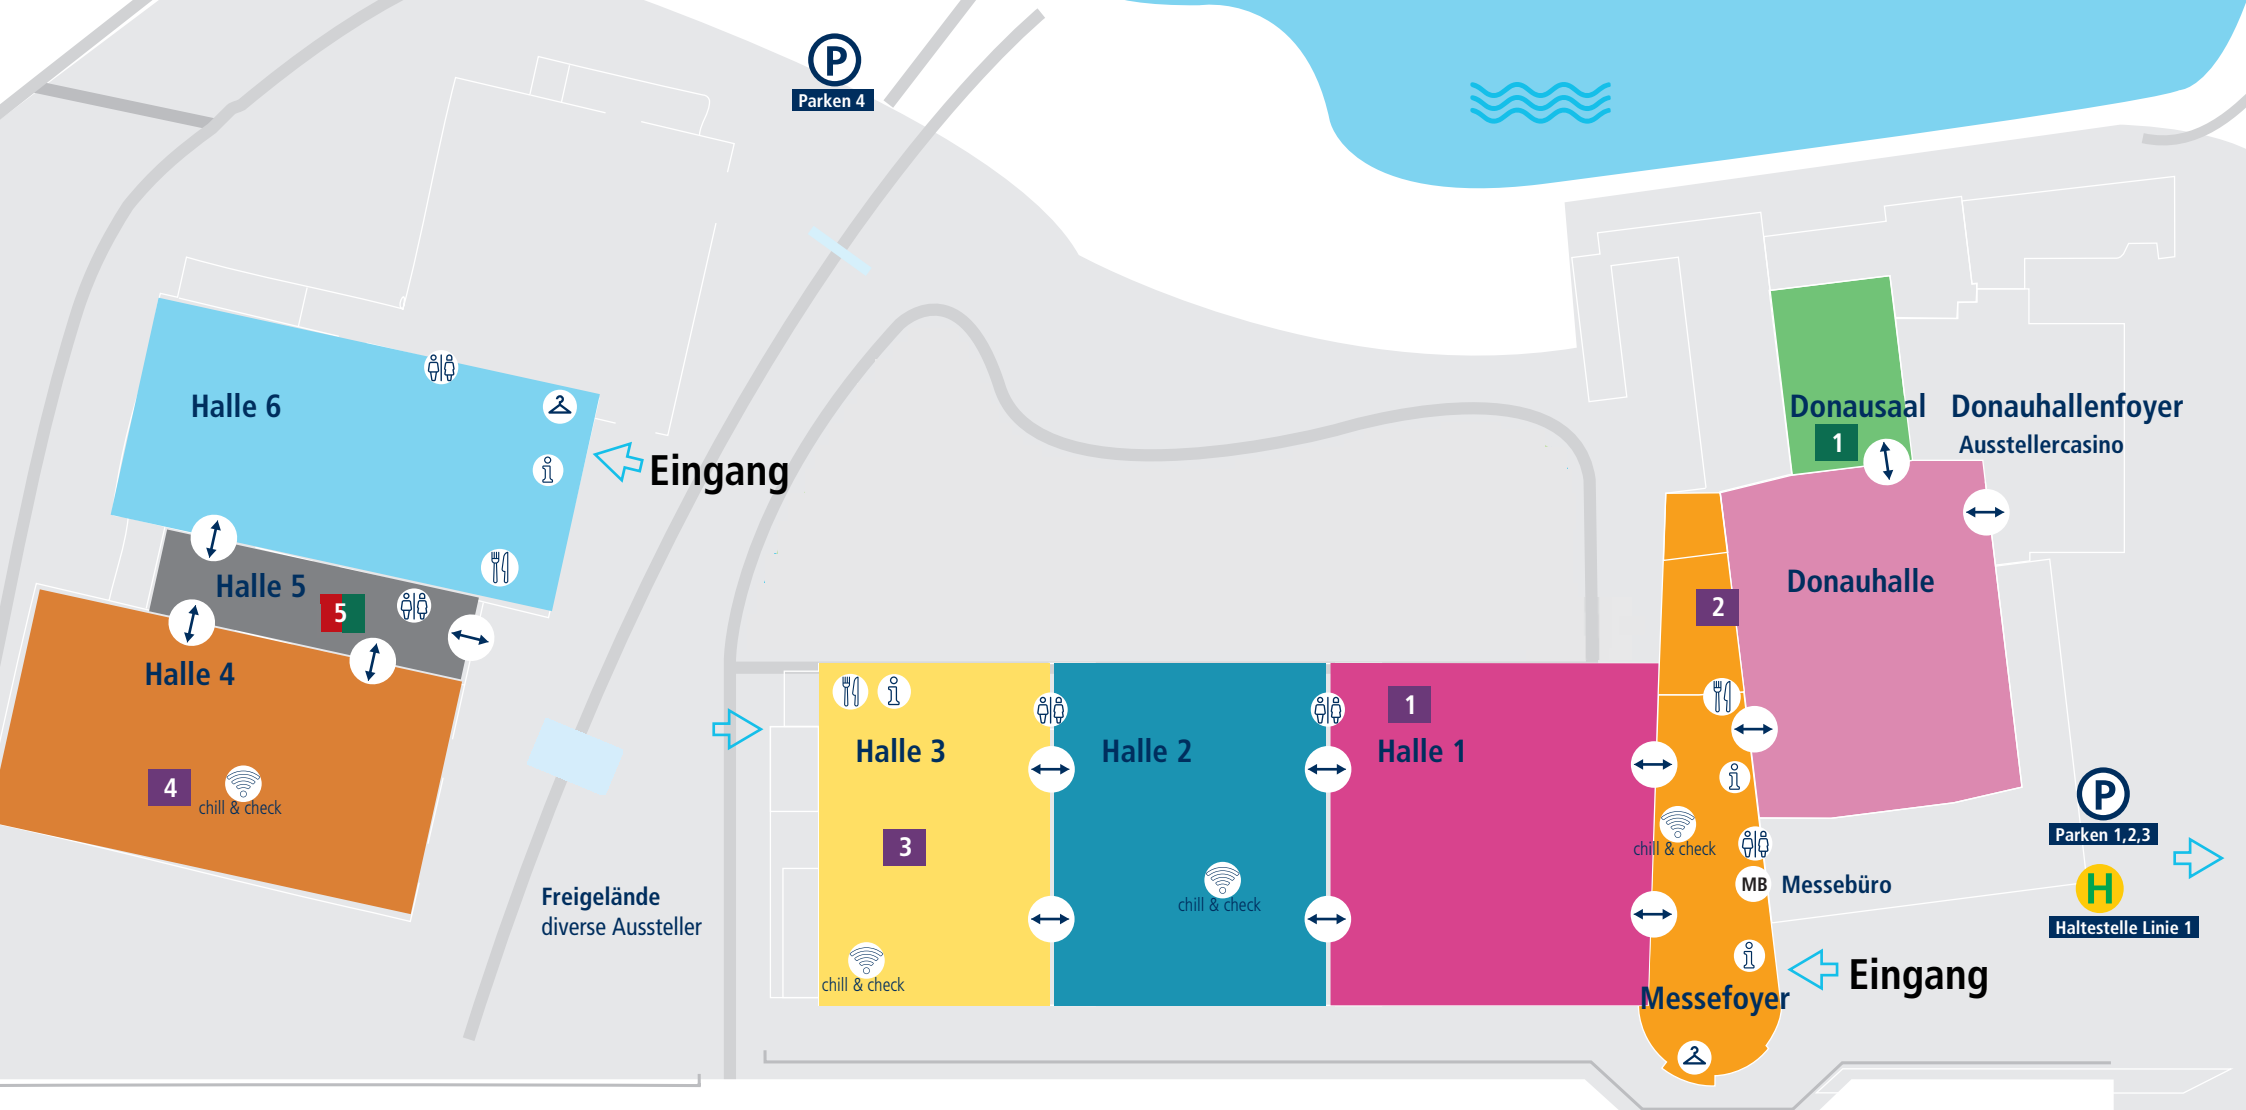 P
Parken 4
Halle 6
Eingang
Halle 5
5
Halle 4
4
chill & check
Freigelände
diverse Aussteller
Halle 3
3
chill & check
Halle 2
chill & check
1
Halle 1
Donausaal
1
Donauhallenfoyer
Ausstellercasino
Donauhalle
2
chill & check
MB
Messebüro
Eingang
Messefoyer
P
Parken 1,2,3
H
Haltestelle Linie 1